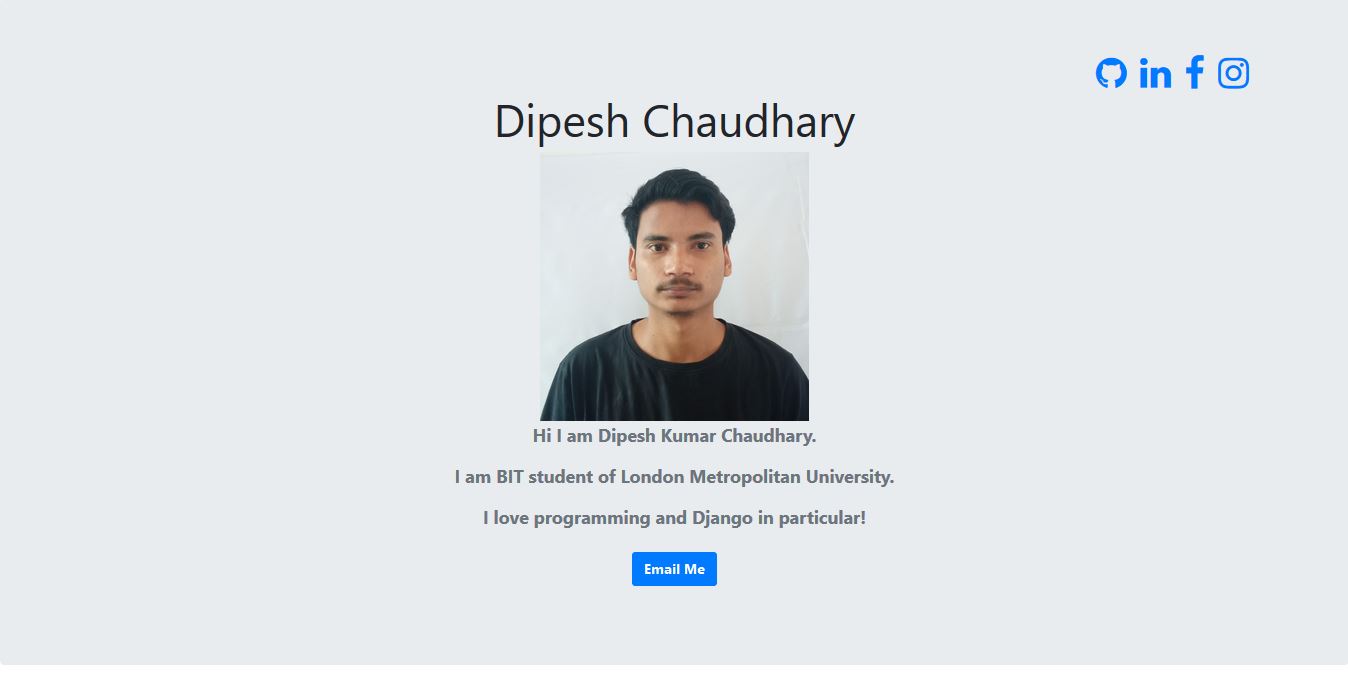 Dipesh Chaudhary
Hi I am Dipesh Kumar Chaudhary.
I am BIT student of London Metropolitan University.
I love programming and Django in particular!
Email Me